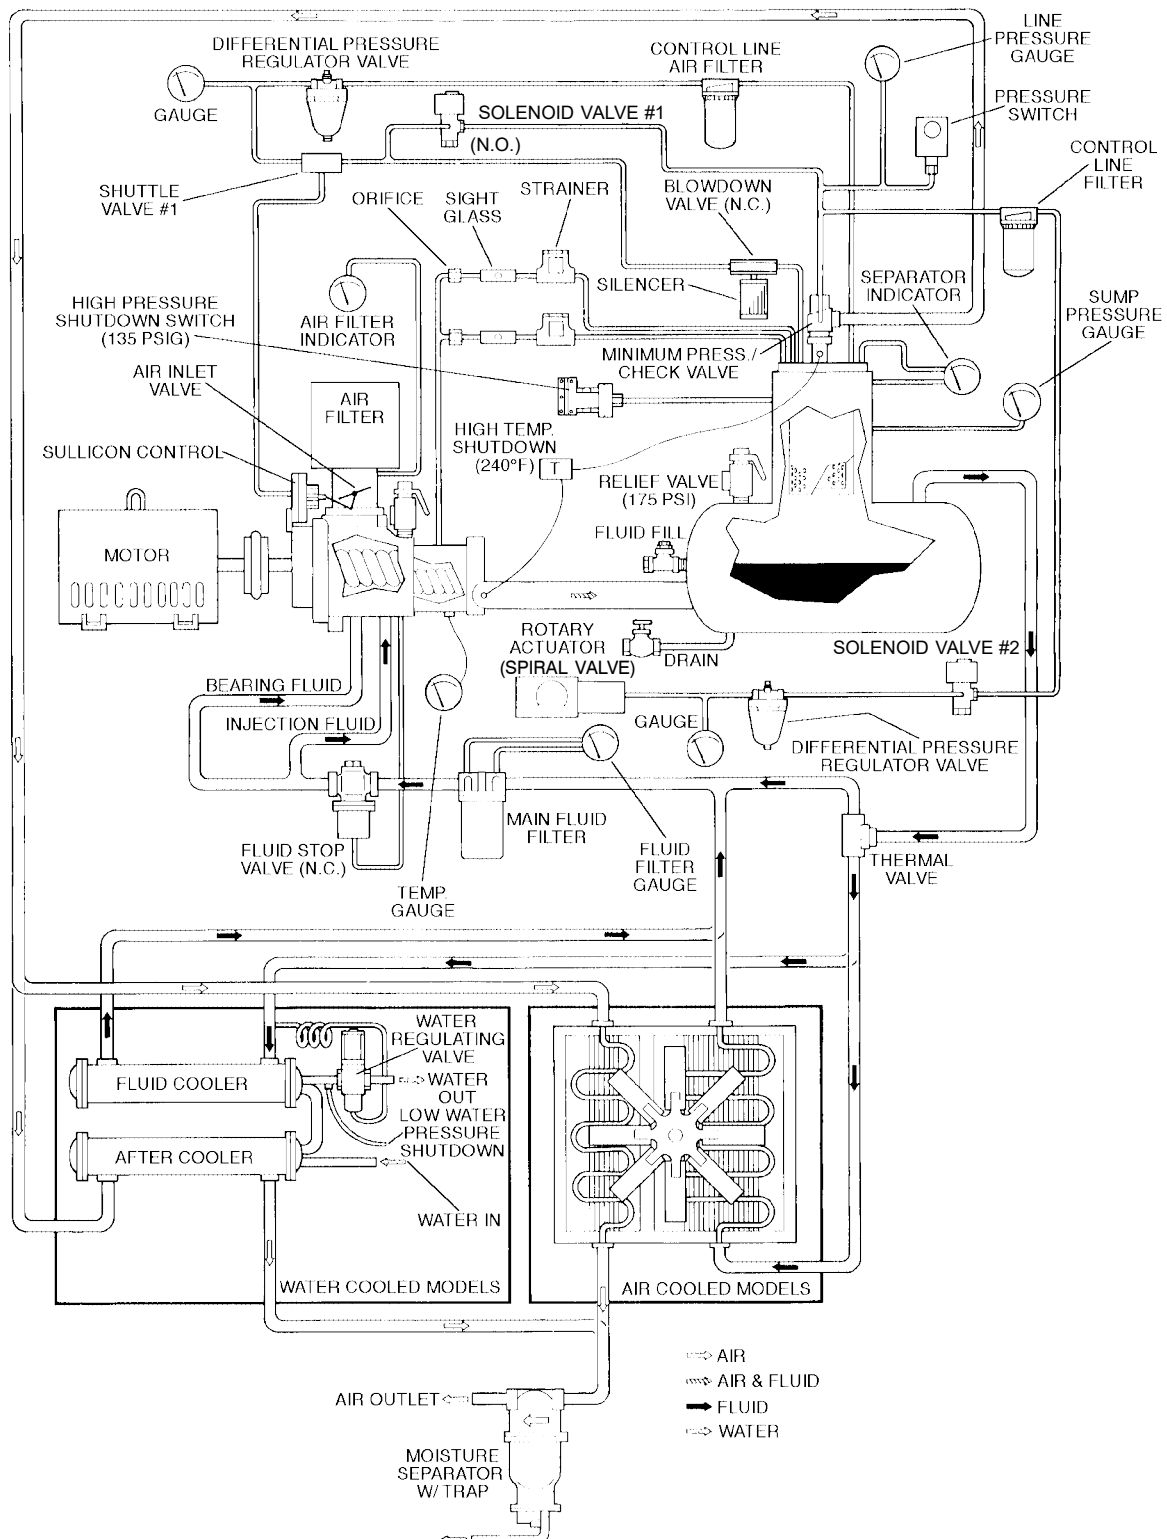 LINE
PRESSURE
GAUGE
DIFFERENTIAL PRESSURE
REGULATOR VALVE
CONTROL LINE
AIR FILTER
PRESSURE
SWITCH
GAUGE
SOLENOID VALVE #1
(N.O.)
CONTROL
LINE
FILTER
SHUTTLE
VALVE #1
ORIFICE
SIGHT
GLASS
STRAINER
BLOWDOWN
VALVE (N.C.)
SILENCER
SEPARATOR
INDICATOR
SUMP
PRESSURE
GAUGE
HIGH PRESSURE
SHUTDOWN SWITCH
(135 PSIG)
AIR FILTER
INDICATOR
MINIMUM PRESS./
CHECK VALVE
AIR INLET
VALVE
AIR
FILTER
SULLICON CONTROL
HIGH TEMP.
SHUTDOWN
(240°F)
T
RELIEF VALVE
(175 PSI)
FLUID FILL
MOTOR
ROTARY
ACTUATOR
(SPIRAL VALVE)
DRAIN
SOLENOID VALVE #2
BEARING FLUID
INJECTION FLUID
GAUGE
DIFFERENTIAL PRESSURE
REGULATOR VALVE
MAIN FLUID
FILTER
FLUID STOP
VALVE (N.C.)
FLUID
FILTER
GAUGE
THERMAL
VALVE
TEMP.
GAUGE
WATER
REGULATING
VALVE
FLUID COOLER
WATER
OUT
LOW WATER
PRESSURE
SHUTDOWN
AFTER COOLER
WATER IN
WATER COOLED MODELS
AIR COOLED MODELS
AIR
AIR & FLUID
FLUID
WATER
AIR OUTLET
MOISTURE
SEPARATOR
W/ TRAP